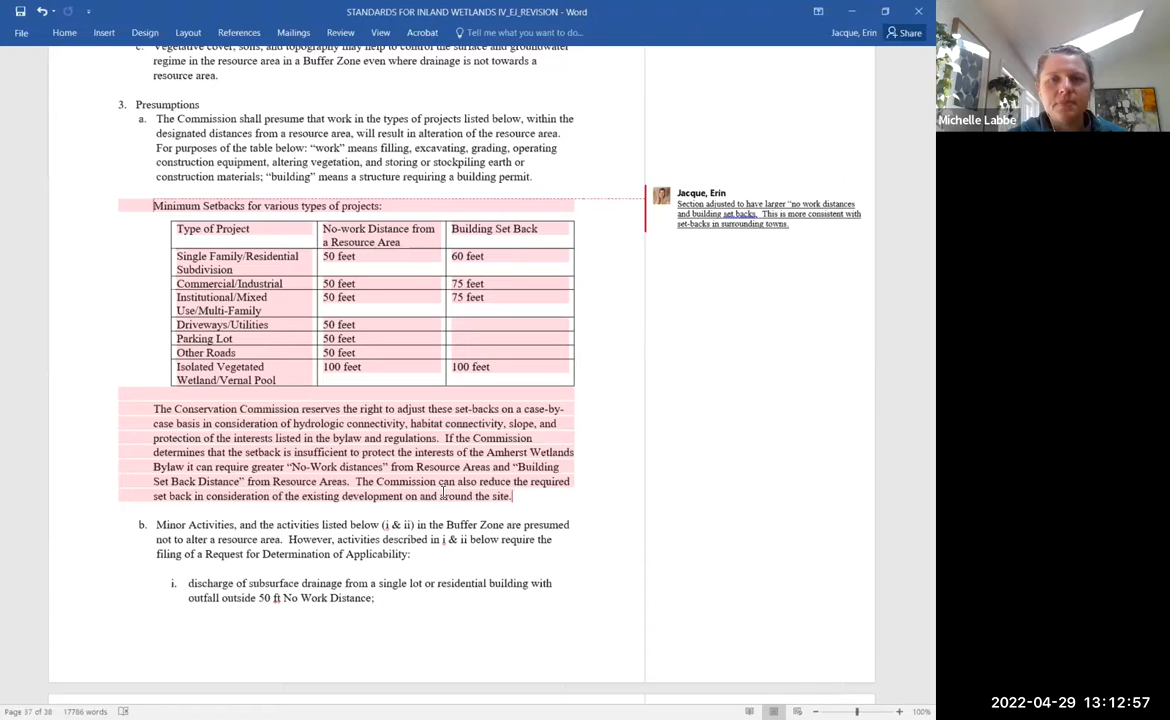 STANDARDS FOR INLAND WETLANDS IV_EJ_REVISION - Word
File Home Insert Design Layout References Mailings Review View Acrobat Tell me what you want to do... Jacque, Erin Share
c. Vegetative cover, soils, and topography may help to control the surface and groundwater
regime in the resource area in a Buffer Zone even where drainage is not towards a
resource area.
3. Presumptions
a. The Commission shall presume that work in the types of projects listed below, within the
designated distances from a resource area, will result in alteration of the resource area.
For purposes of the table below: “work” means filling, excavating, grading, operating
construction equipment, altering vegetation, and storing or stockpiling earth or
construction materials; “building” means a structure requiring a building permit.
Minimum Setbacks for various types of projects:
Type of Project No-work Distance from Building Set Back
a Resource Area
Single Family/Residential 50 feet 60 feet
Subdivision
Commercial/Industrial 50 feet 75 feet
Institutional/Mixed 50 feet 75 feet
Use/Multi-Family
Driveways/Utilities 50 feet
Parking Lot 50 feet
Other Roads 50 feet
Isolated Vegetated 100 feet 100 feet
Wetland/Vernal Pool
The Conservation Commission reserves the right to adjust these set-backs on a case-by-
case basis in consideration of hydrologic connectivity, habitat connectivity, slope, and
protection of the interests listed in the bylaw and regulations. If the Commission
determines that the setback is insufficient to protect the interests of the Amherst Wetlands
Bylaw it can require greater “No-Work distances” from Resource Areas and “Building
Set Back Distance” from Resource Areas. The Commission can also reduce the required
set back in consideration of the existing development on and around the site.
b. Minor Activities, and the activities listed below (i & ii) in the Buffer Zone are presumed
not to alter a resource area. However, activities described in i & ii below require the
filing of a Request for Determination of Applicability:
i. discharge of subsurface drainage from a single lot or residential building with
outfall outside 50 ft No Work Distance;
Jacque, Erin
Section adjusted to have larger “no work distances
and building set backs. This is more consistent with
set-backs in surrounding towns.
Michelle Labbe
Page 37 of 38 17786 words 100%
2022-04-29 13:12:57